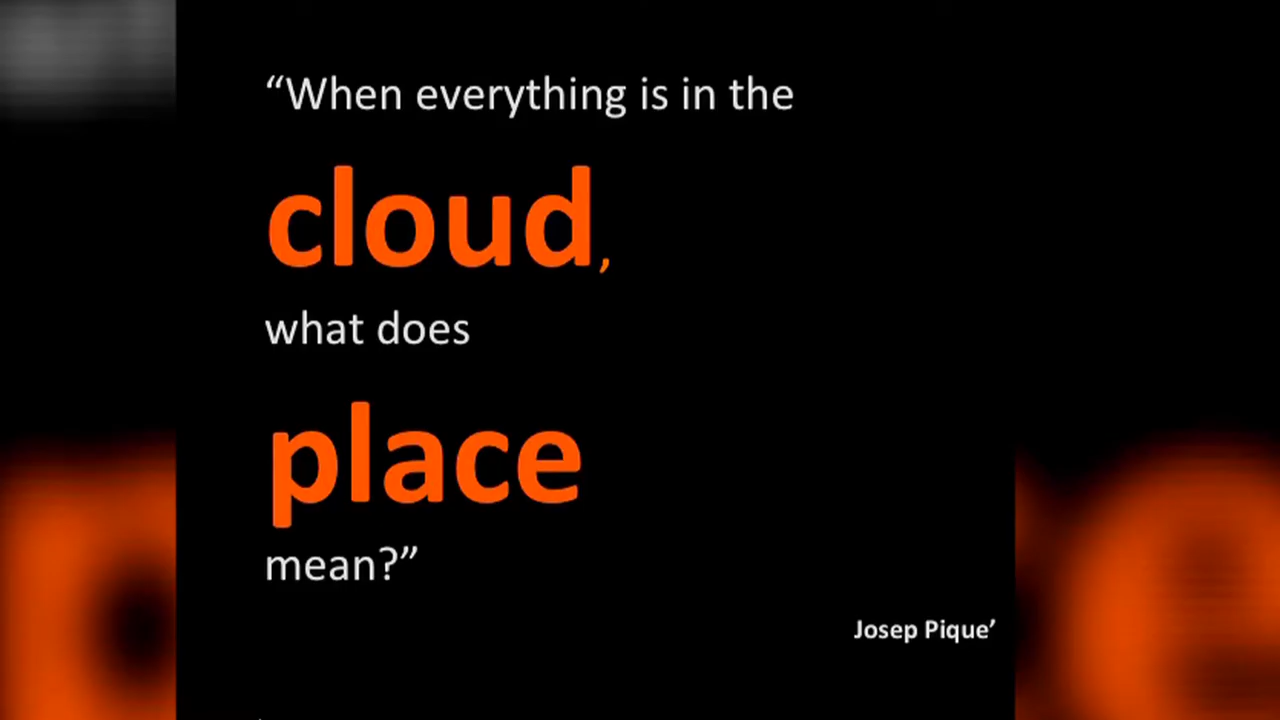 “When everything is in the
cloud,
what does
place
mean?”
Josep Pique’